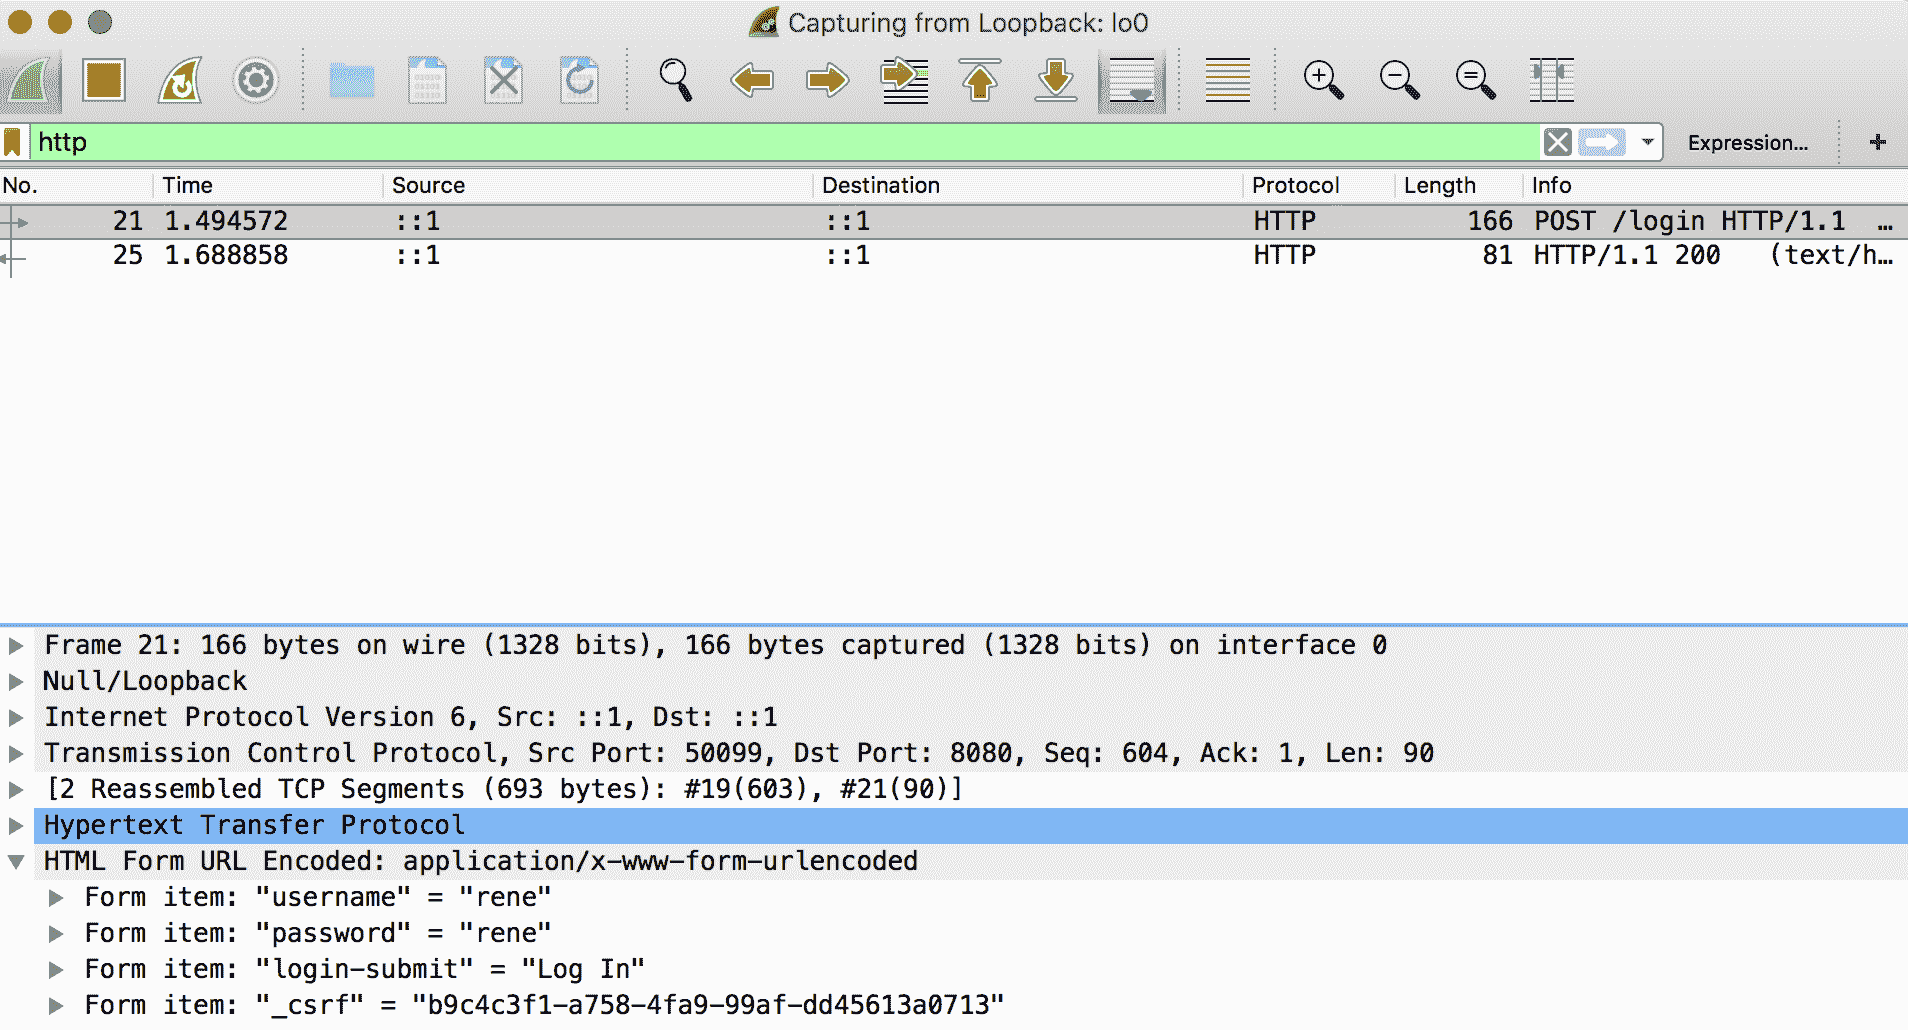 Capturing from Loopback: lo0
http
Expression...
+
No. Time Source Destination Protocol Length Info
21 1.494572 ::1 ::1 HTTP 166 POST /login HTTP/1.1 …
25 1.688858 ::1 ::1 HTTP 81 HTTP/1.1 200 (text/h…
Frame 21: 166 bytes on wire (1328 bits), 166 bytes captured (1328 bits) on interface 0
Null/Loopback
Internet Protocol Version 6, Src: ::1, Dst: ::1
Transmission Control Protocol, Src Port: 50099, Dst Port: 8080, Seq: 604, Ack: 1, Len: 90
[2 Reassembled TCP Segments (693 bytes): #19(603), #21(90)]
Hypertext Transfer Protocol
HTML Form URL Encoded: application/x-www-form-urlencoded
Form item: "username" = "rene"
Form item: "password" = "rene"
Form item: "login-submit" = "Log In"
Form item: "_csrf" = "b9c4c3f1-a758-4fa9-99af-dd45613a0713"